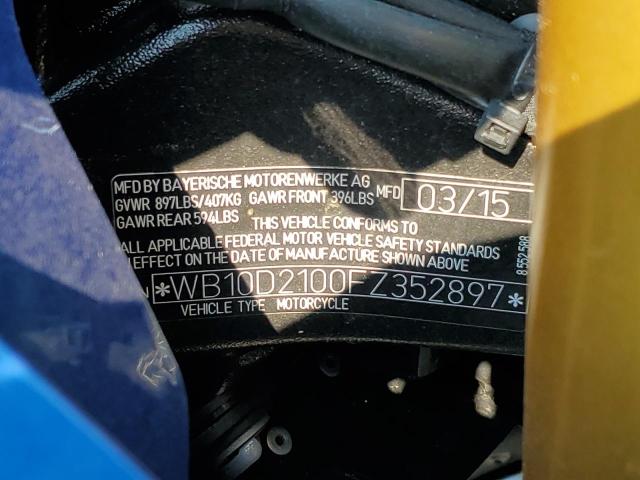 MFD BY BAYERISCHE MOTORENWERKE AG
GVWR 897LBS/407KG GAWR FRONT 396LBS MFD 03/15
GAWR REAR 594LBS
THIS VEHICLE CONFORMS TO
ALL APPLICABLE FEDERAL MOTOR VEHICLE SAFETY STANDARDS
IN EFFECT ON THE DATE OF MANUFACTURE SHOWN ABOVE
*WB10D2100FZ352897*
VEHICLE TYPE MOTORCYCLE
8 552 588